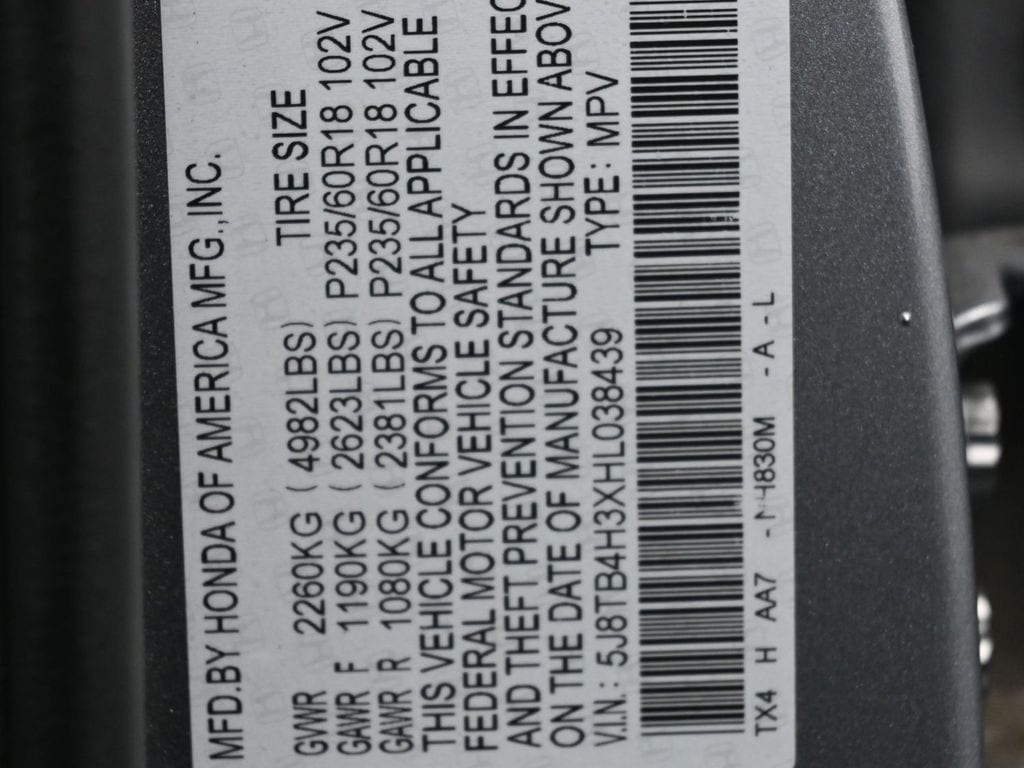 MFD.BY HONDA OF AMERICA MFG.,INC.
TIRE SIZE
GVWR 2260KG ( 4982LBS)
GAWR F 1190KG ( 2623LBS) P235/60R18 102V
GAWR R 1080KG ( 2381LBS) P235/60R18 102V
THIS VEHICLE CONFORMS TO ALL APPLICABLE
FEDERAL MOTOR VEHICLE SAFETY
AND THEFT PREVENTION STANDARDS IN EFFEC
ON THE DATE OF MANUFACTURE SHOWN ABOV
V.I.N.: 5J8TB4H3XHL038439 TYPE: MPV
TX4 H AA7 - NH830M - A - L